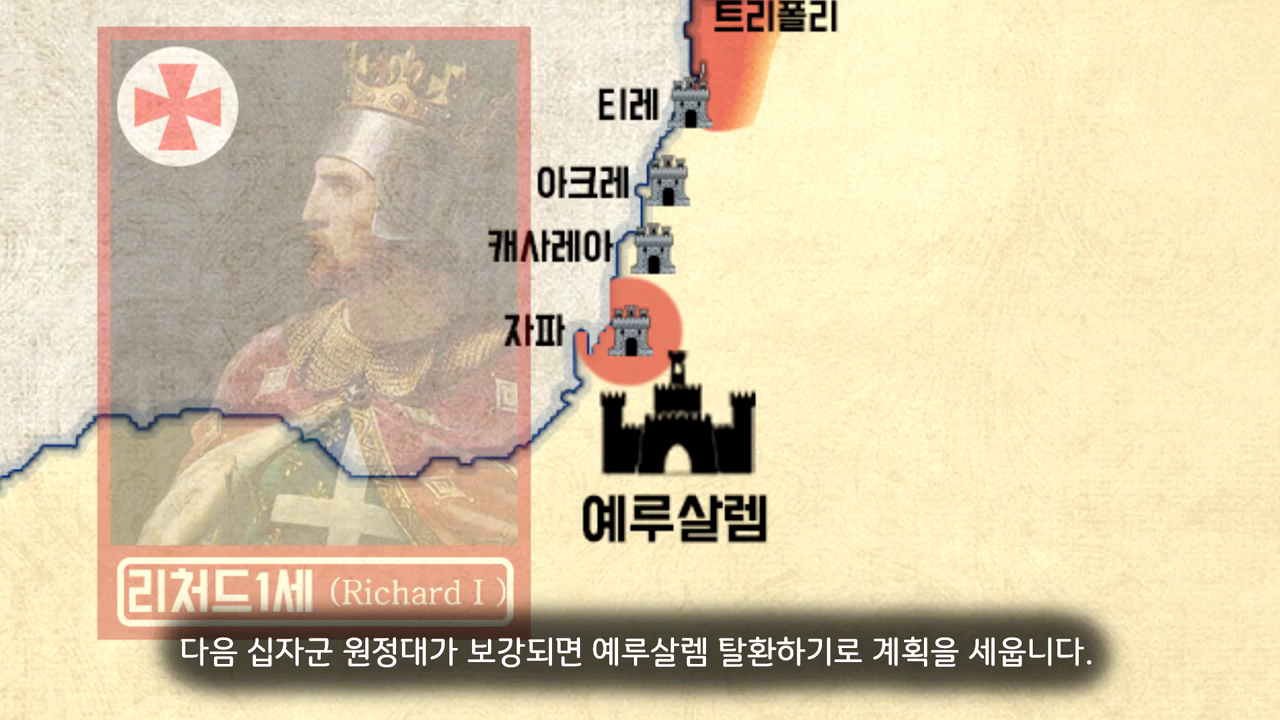 트리폴리
티레
아크레
캐사레아
자파
예루살렘
리처드1세 (Richard I)
다음 십자군 원정대가 보강되면 예루살렘 탈환하기로 계획을 세웁니다.